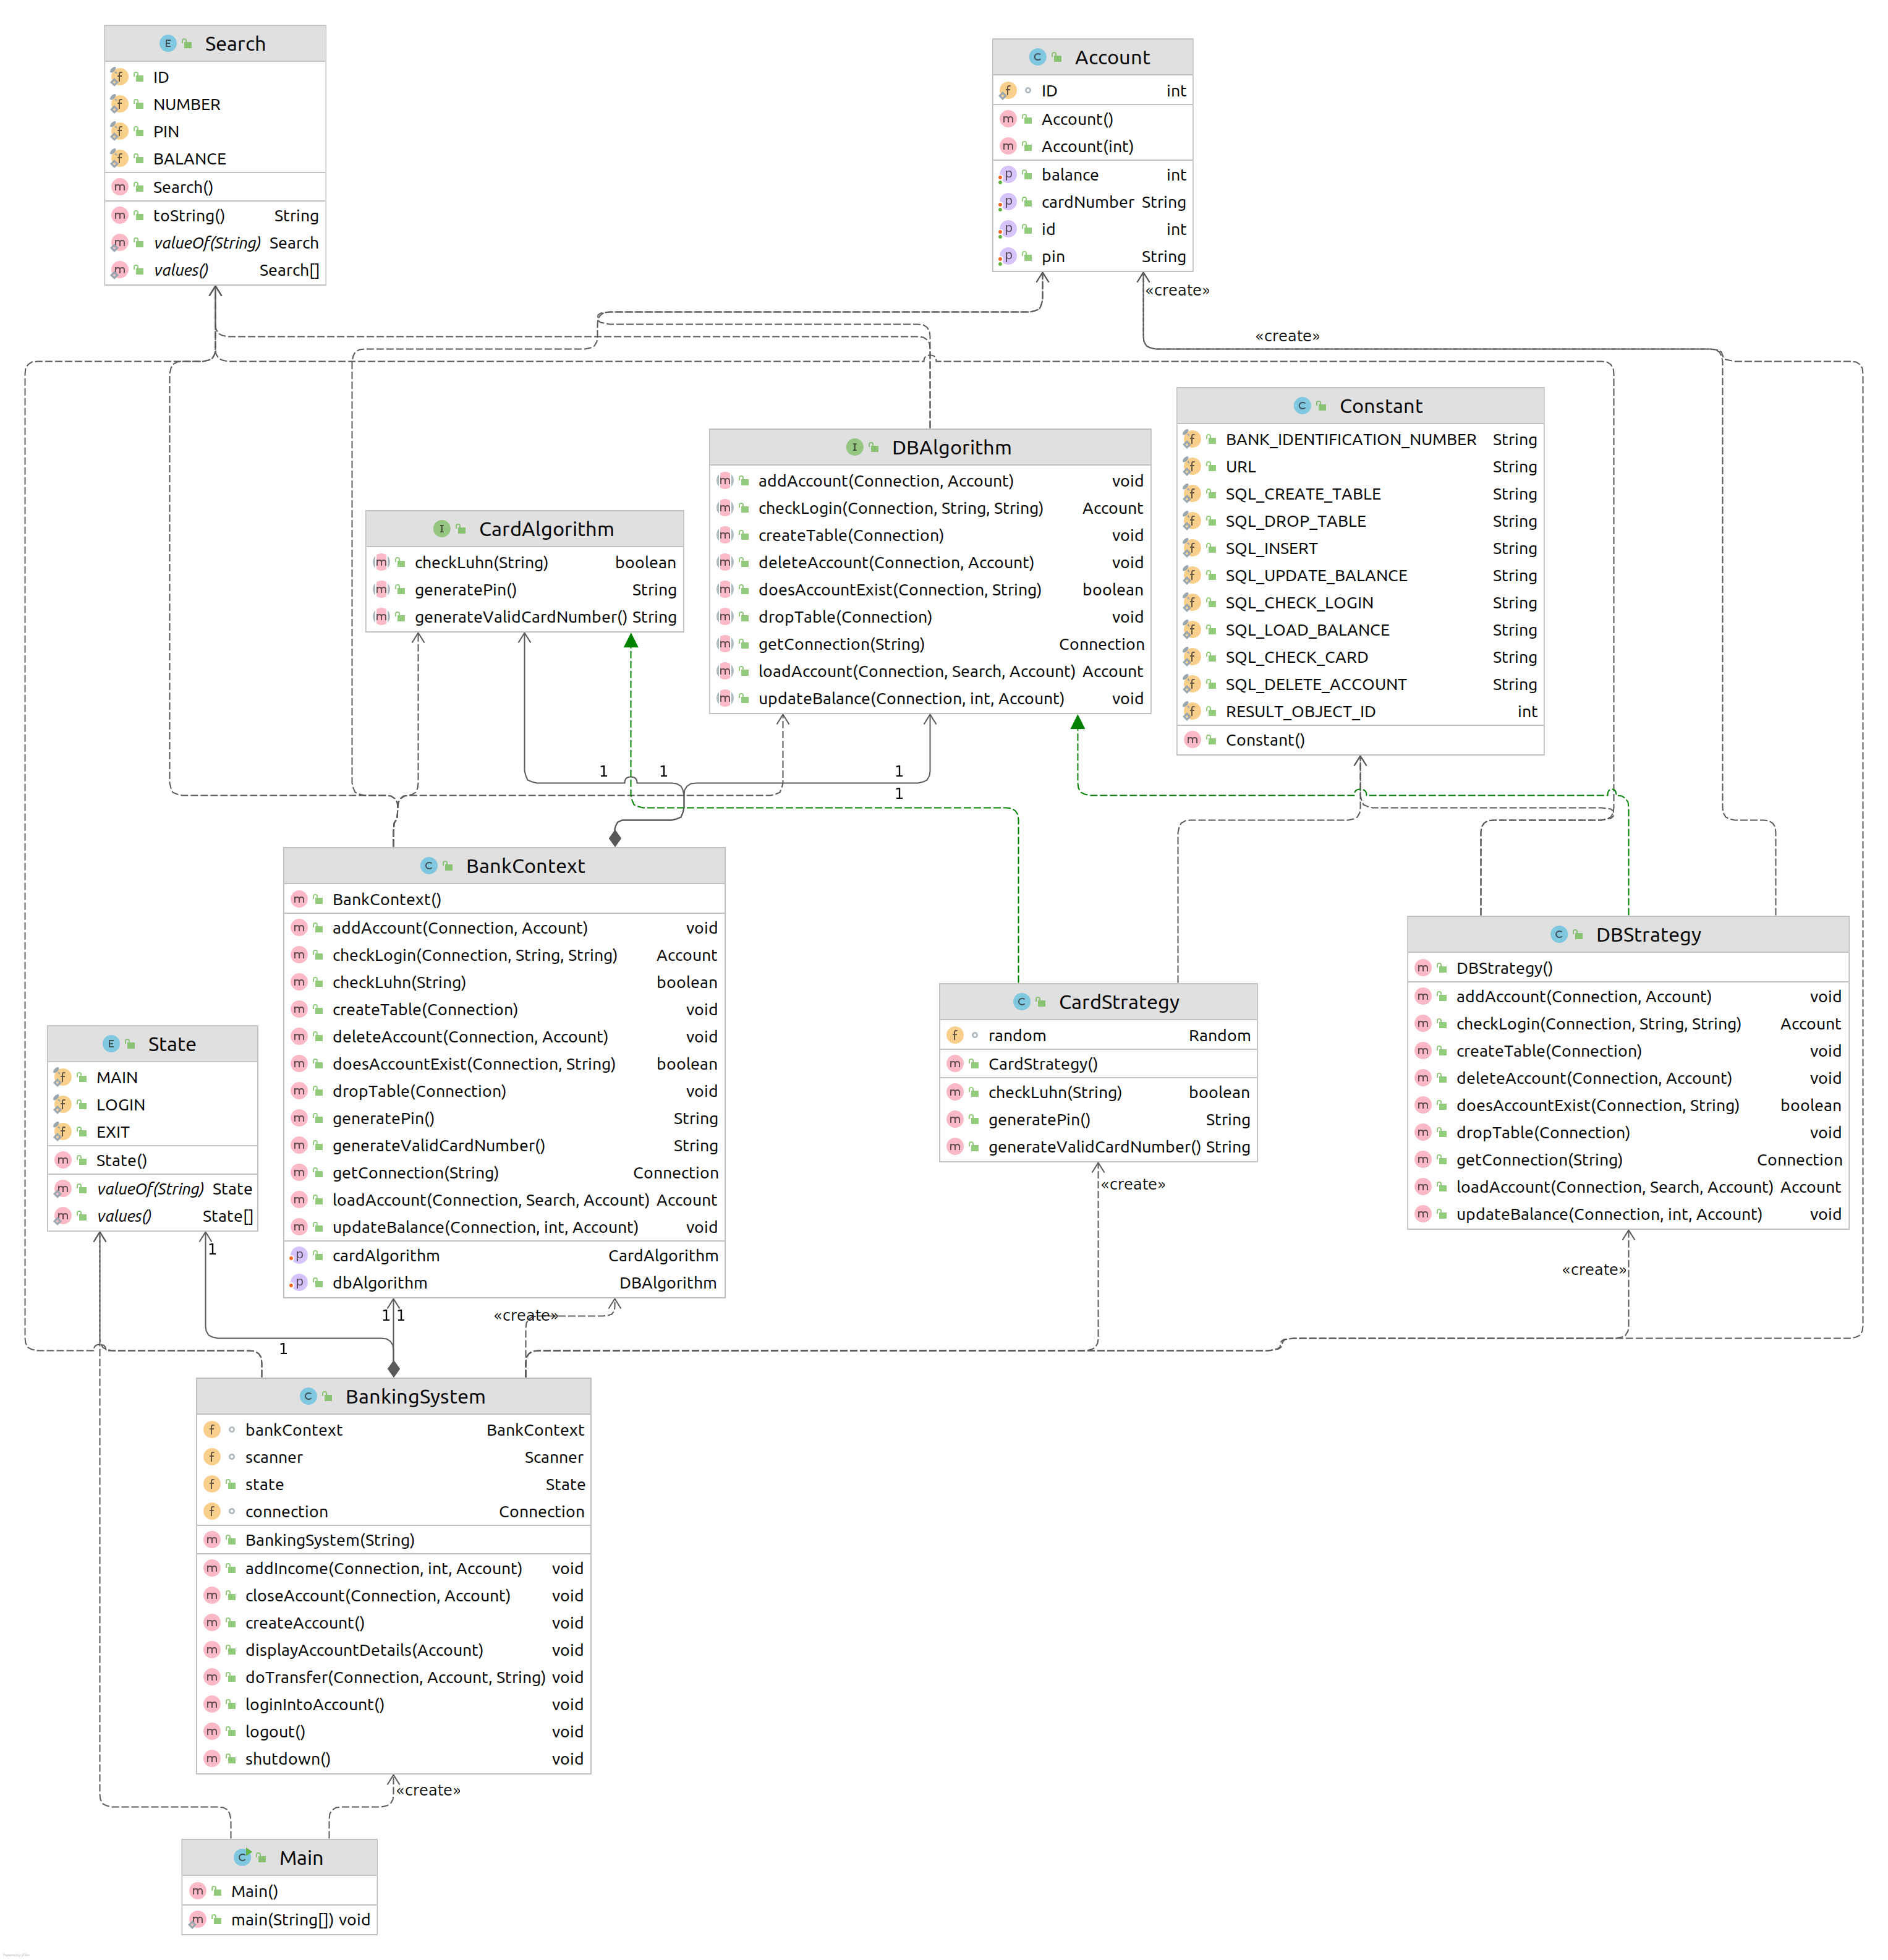 Search
ID
NUMBER
PIN
BALANCE
Search()
toString() String
valueOf(String) Search
values() Search[]
Account
ID int
Account()
Account(int)
balance int
cardNumber String
id int
pin String
«create»
«create»
Constant
BANK_IDENTIFICATION_NUMBER String
URL String
SQL_CREATE_TABLE String
SQL_DROP_TABLE String
SQL_INSERT String
SQL_UPDATE_BALANCE String
SQL_CHECK_LOGIN String
SQL_LOAD_BALANCE String
SQL_CHECK_CARD String
SQL_DELETE_ACCOUNT String
RESULT_OBJECT_ID int
Constant()
DBAlgorithm
addAccount(Connection, Account) void
checkLogin(Connection, String, String) Account
createTable(Connection) void
deleteAccount(Connection, Account) void
doesAccountExist(Connection, String) boolean
dropTable(Connection) void
getConnection(String) Connection
loadAccount(Connection, Search, Account) Account
updateBalance(Connection, int, Account) void
CardAlgorithm
checkLuhn(String) boolean
generatePin() String
generateValidCardNumber() String
1 1 1
1
BankContext
BankContext()
addAccount(Connection, Account) void
checkLogin(Connection, String, String) Account
checkLuhn(String) boolean
createTable(Connection) void
deleteAccount(Connection, Account) void
doesAccountExist(Connection, String) boolean
dropTable(Connection) void
generatePin() String
generateValidCardNumber() String
getConnection(String) Connection
loadAccount(Connection, Search, Account) Account
updateBalance(Connection, int, Account) void
cardAlgorithm CardAlgorithm
dbAlgorithm DBAlgorithm
DBStrategy
DBStrategy()
addAccount(Connection, Account) void
checkLogin(Connection, String, String) Account
createTable(Connection) void
deleteAccount(Connection, Account) void
doesAccountExist(Connection, String) boolean
dropTable(Connection) void
getConnection(String) Connection
loadAccount(Connection, Search, Account) Account
updateBalance(Connection, int, Account) void
CardStrategy
random Random
CardStrategy()
checkLuhn(String) boolean
generatePin() String
generateValidCardNumber() String
«create»
State
MAIN
LOGIN
EXIT
State()
valueOf(String) State
values() State[]
1
«create»
1 1
«create»
1
BankingSystem
bankContext BankContext
scanner Scanner
state State
connection Connection
BankingSystem(String)
addIncome(Connection, int, Account) void
closeAccount(Connection, Account) void
createAccount() void
displayAccountDetails(Account) void
doTransfer(Connection, Account, String) void
loginIntoAccount() void
logout() void
shutdown() void
«create»
Main
Main()
main(String[]) void